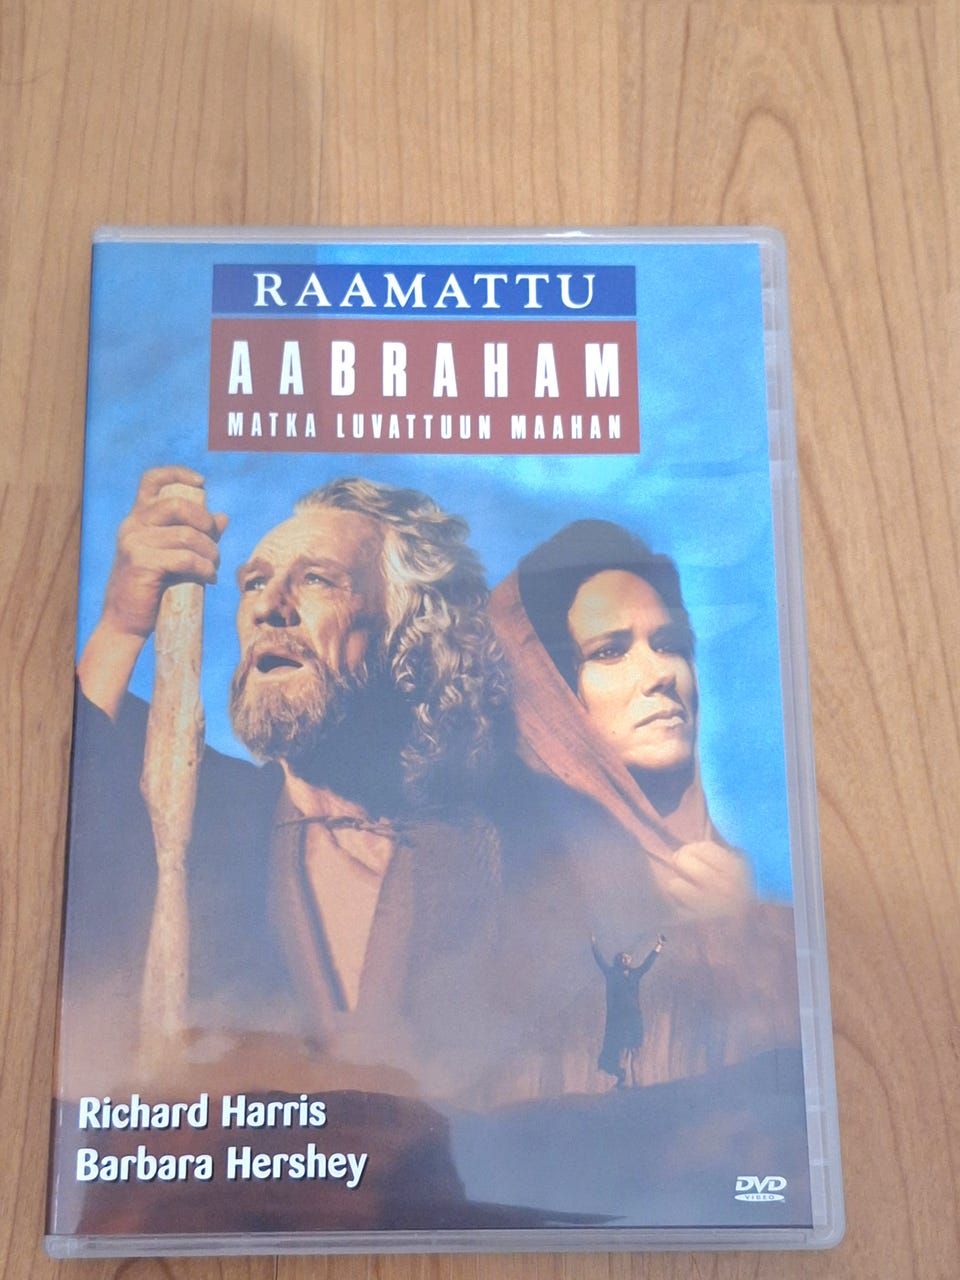 RAAMATTU
AABRAHAM
MATKA LUVATTUUN MAAHAN
Richard Harris
Barbara Hershey
DVD
VIDEO